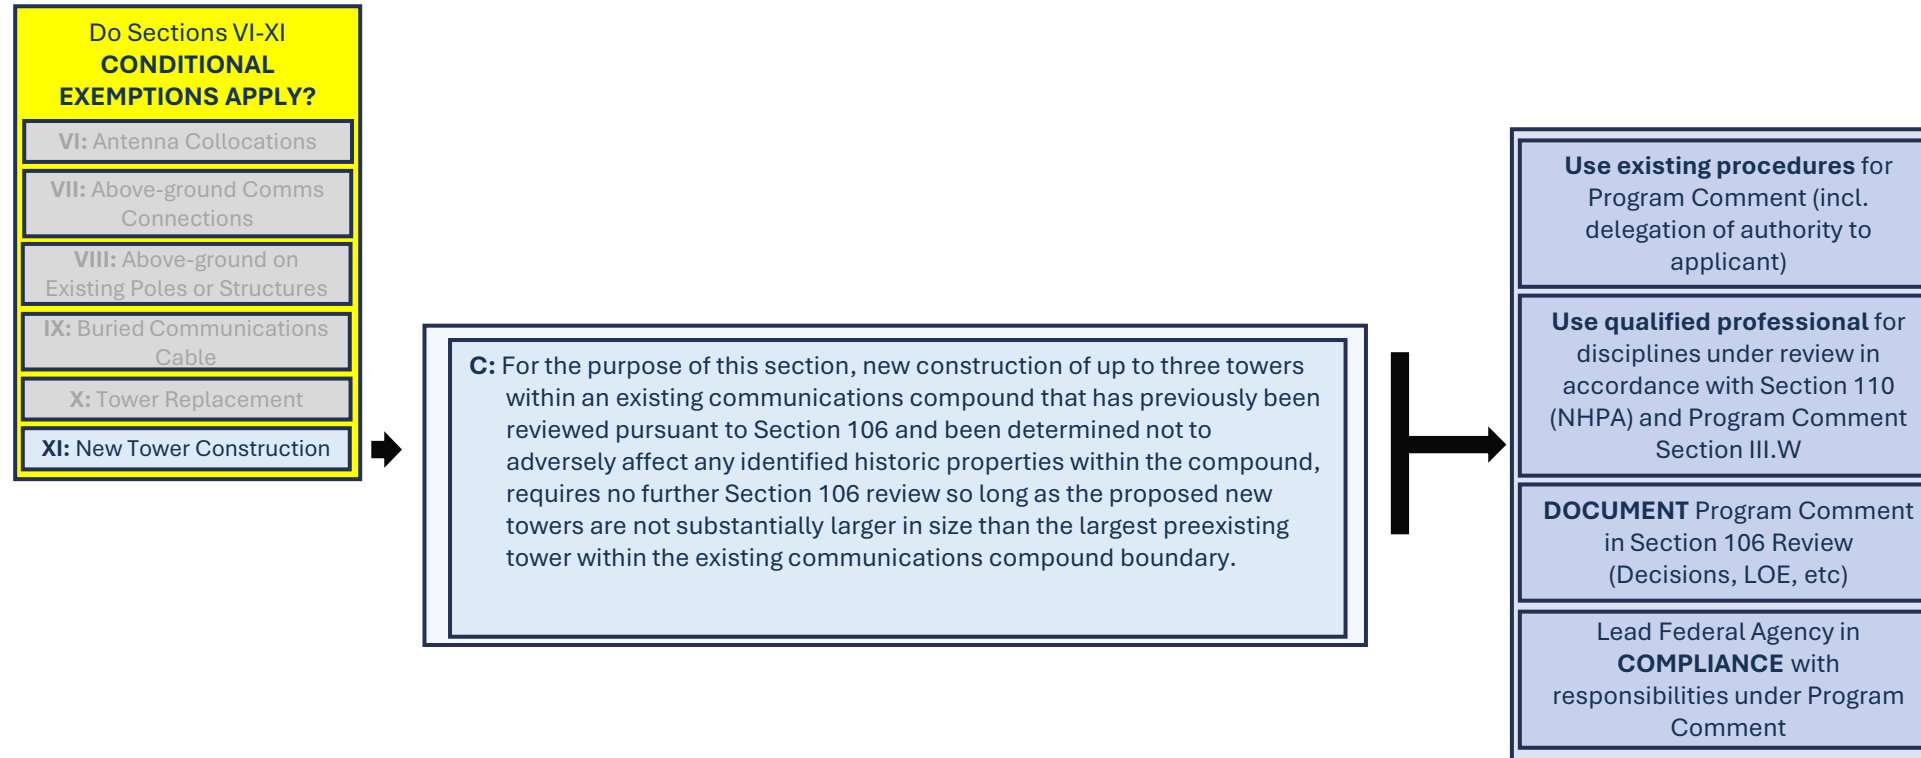 Do Sections VI-XI
CONDITIONAL
EXEMPTIONS APPLY?
VI: Antenna Collocations
VII: Above-ground Comms
Connections
VIII: Above-ground on
Existing Poles or Structures
IX: Buried Communications
Cable
X: Tower Replacement
XI: New Tower Construction
C: For the purpose of this section, new construction of up to three towers
within an existing communications compound that has previously been
reviewed pursuant to Section 106 and been determined not to
adversely affect any identified historic properties within the compound,
requires no further Section 106 review so long as the proposed new
towers are not substantially larger in size than the largest preexisting
tower within the existing communications compound boundary.
Use existing procedures for
Program Comment (incl.
delegation of authority to
applicant)
Use qualified professional for
disciplines under review in
accordance with Section 110
(NHPA) and Program Comment
Section III.W
DOCUMENT Program Comment
in Section 106 Review
(Decisions, LOE, etc)
Lead Federal Agency in
COMPLIANCE with
responsibilities under Program
Comment